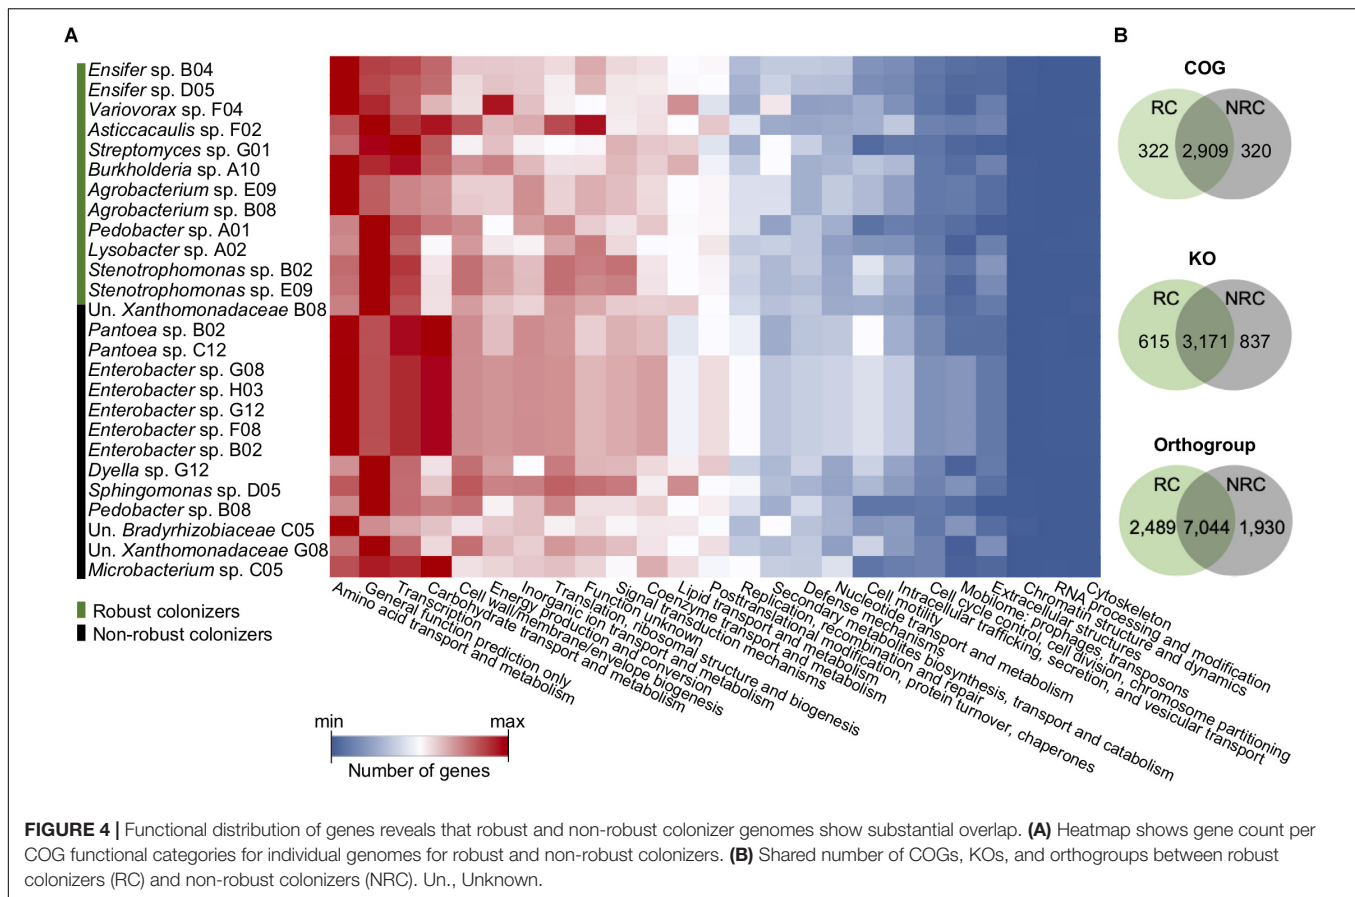 A
B
Ensifer sp. B04
Ensifer sp. D05
Variovorax sp. F04
Asticcacaulis sp. F02
Streptomyces sp. G01
Burkholderia sp. A10
Agrobacterium sp. E09
Agrobacterium sp. B08
Pedobacter sp. A01
Lysobacter sp. A02
Stenotrophomonas sp. B02
Stenotrophomonas sp. E09
Un. Xanthomonadaceae B08
Pantoea sp. B02
Pantoea sp. C12
Enterobacter sp. G08
Enterobacter sp. H03
Enterobacter sp. G12
Enterobacter sp. F08
Enterobacter sp. B02
Dyella sp. G12
Sphingomonas sp. D05
Pedobacter sp. B08
Un. Bradyrhizobiaceae C05
Un. Xanthomonadaceae G08
Microbacterium sp. C05
Robust colonizers
Non-robust colonizers
Amino acid transport and metabolism
General function prediction only
Transcription
Carbohydrate transport and metabolism
Cell wall/membrane/envelope biogenesis
Energy production and conversion
Inorganic ion transport and metabolism
Translation, ribosomal structure and biogenesis
Function unknown
Signal transduction mechanisms
Coenzyme transport and metabolism
Lipid transport and metabolism
Posttranslational modification, protein turnover, chaperones
Replication, recombination and repair
Secondary metabolites biosynthesis, transport and catabolism
Defense mechanisms
Nucleotide transport and metabolism
Cell motility
Intracellular trafficking, secretion, and vesicular transport
Cell cycle control, cell division, chromosome partitioning
Mobilome: prophages, transposons
Extracellular structures
Chromatin structure and dynamics
RNA processing and modification
Cytoskeleton
min max
Number of genes
COG
RC NRC
322 2,909 320
KO
RC NRC
615 3,171 837
Orthogroup
RC NRC
2,489 7,044 1,930
FIGURE 4 | Functional distribution of genes reveals that robust and non-robust colonizer genomes show substantial overlap. (A) Heatmap shows gene count per
COG functional categories for individual genomes for robust and non-robust colonizers. (B) Shared number of COGs, KOs, and orthogroups between robust
colonizers (RC) and non-robust colonizers (NRC). Un., Unknown.